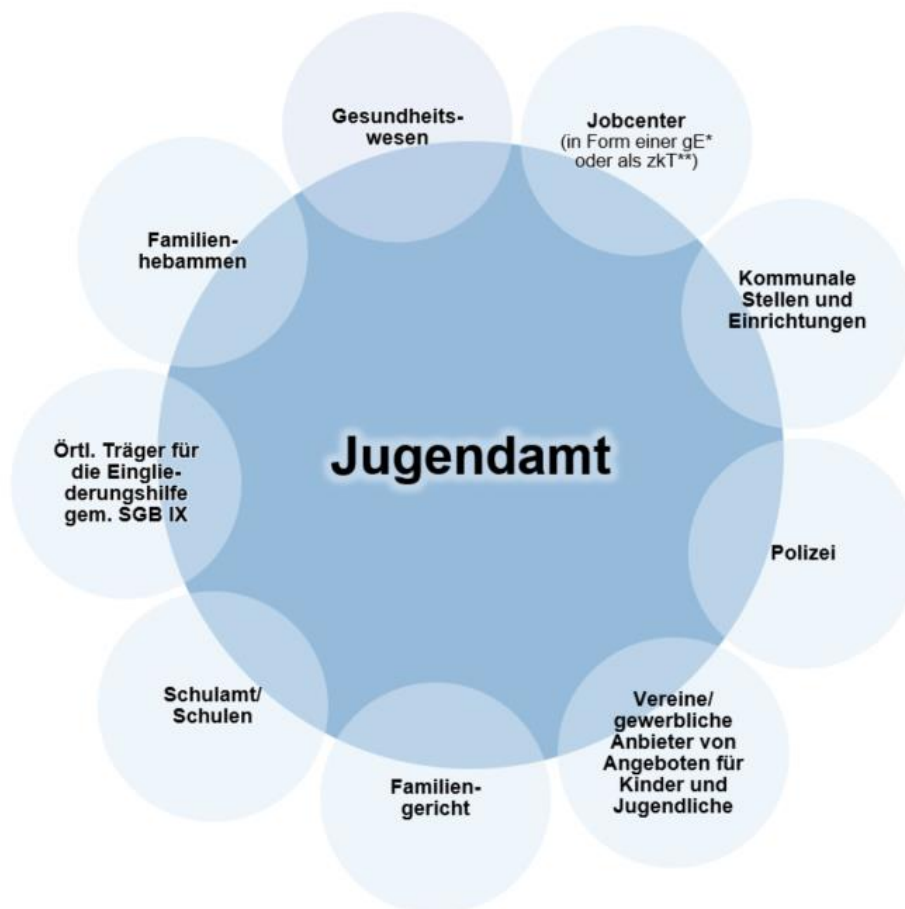 Gesundheits-
wesen
Jobcenter
(in Form einer gE*
oder als zkT**)
Familien-
hebammen
Kommunale
Stellen und
Einrichtungen
Jugendamt
Örtl. Träger für
die Einglie-
derungshilfe
gem. SGB IX
Polizei
Schulamt/
Schulen
Vereine/
gewerbliche
Anbieter von
Angeboten für
Kinder und
Jugendliche
Familien-
gericht